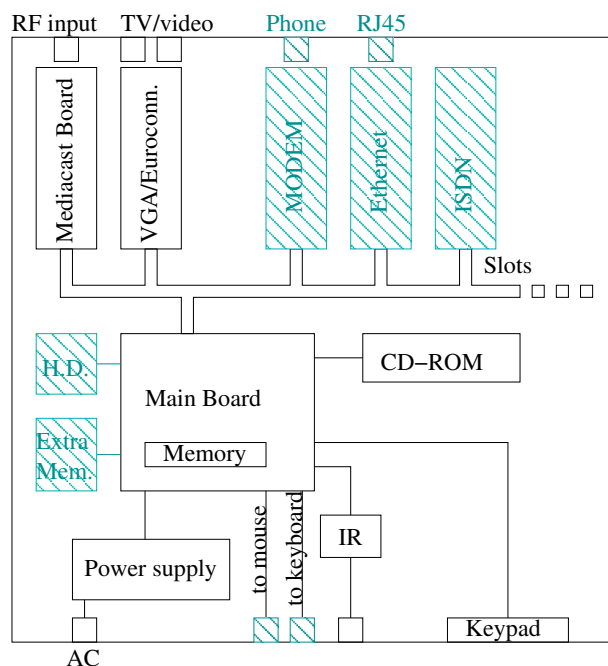 RF input
TV/video
Phone
RJ45
Mediacast Board
VGA/Euroconn.
MODEM
Ethernet
ISDN
Slots
H.D.
Main Board
CD−ROM
Extra
Mem.
Memory
Power supply
to mouse
to keyboard
IR
Keypad
AC